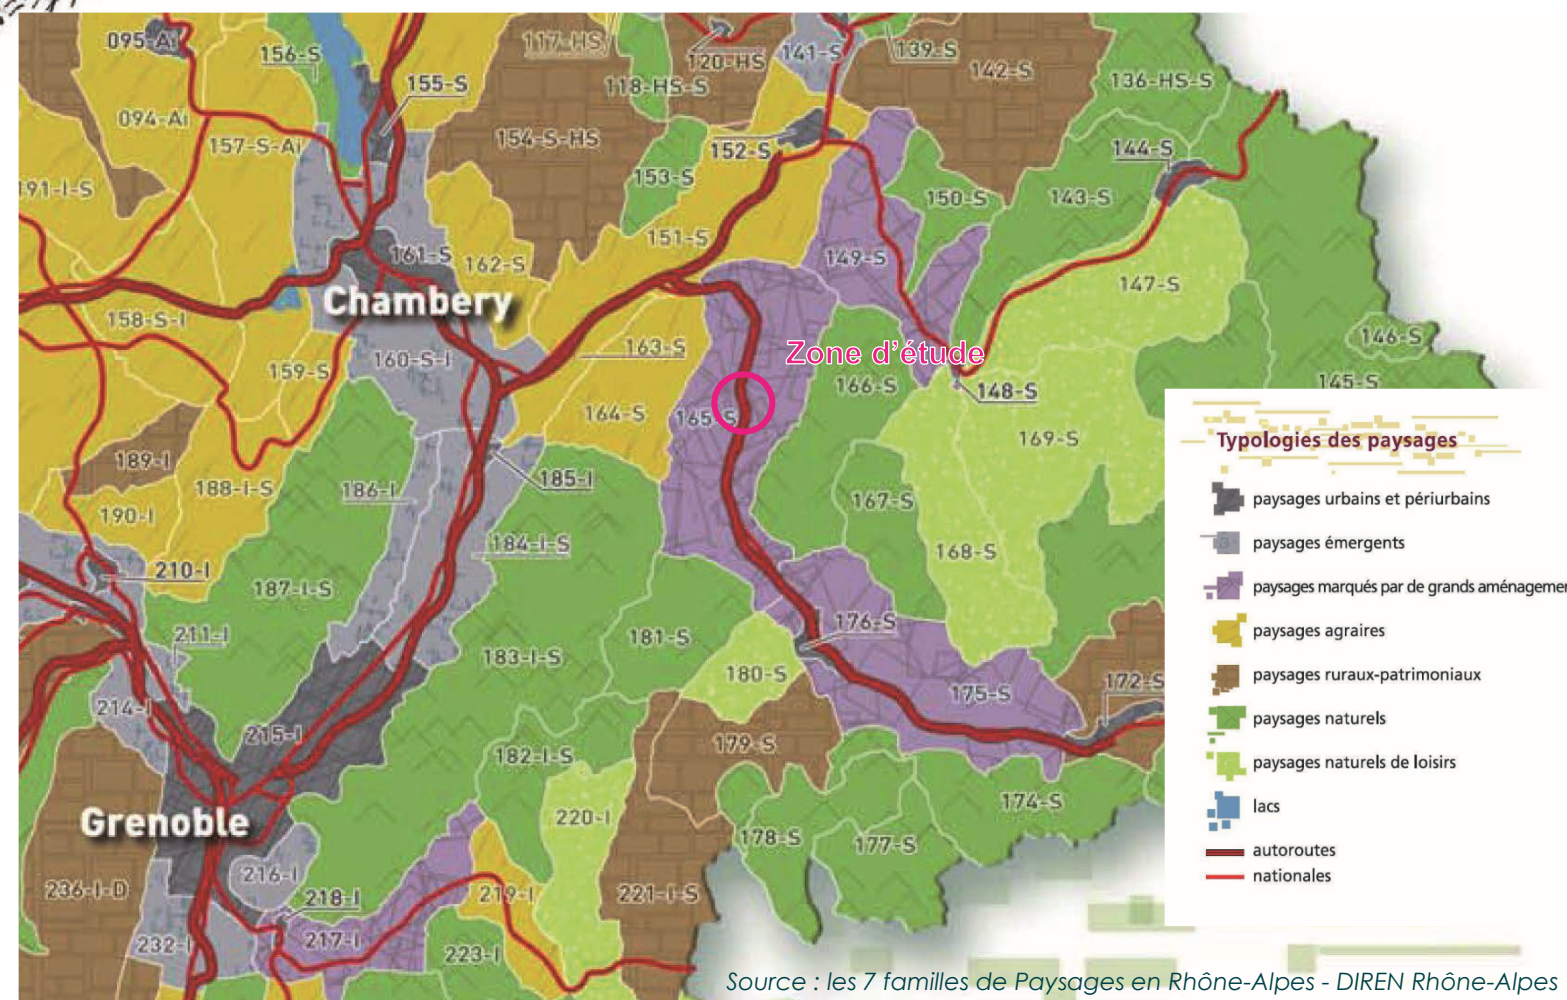 095-Ai
156-S
155-S
117-HS
120-HS
141-S
139-S
142-S
136-HS-S
118-HS-S
094-Ai
157-S-Ai
154-S-HS
152-S
144-S
191-I-S
153-S
150-S
143-S
151-S
161-S
162-S
149-S
147-S
Chambery
158-S-I
163-S
146-S
Zone d'étude
160-S-I
159-S
166-S
148-S
145-S
164-S
165-S
169-S
189-I
188-I-S
186-I
185-I
167-S
190-I
184-I-S
168-S
210-I
187-I-S
211-I
181-S
176-S
183-I-S
180-S
175-S
172-S
214-I
215-I
179-S
182-I-S
174-S
Grenoble
220-I
178-S
177-S
236-I-D
216-I
218-I
219-I
221-I-S
232-I
217-I
223-I
Typologies des paysages
paysages urbains et périurbains
paysages émergents
paysages marqués par de grands aménagemen
paysages agraires
paysages ruraux-patrimoniaux
paysages naturels
paysages naturels de loisirs
lacs
autoroutes
nationales
Source : les 7 familles de Paysages en Rhône-Alpes - DIREN Rhône-Alpes